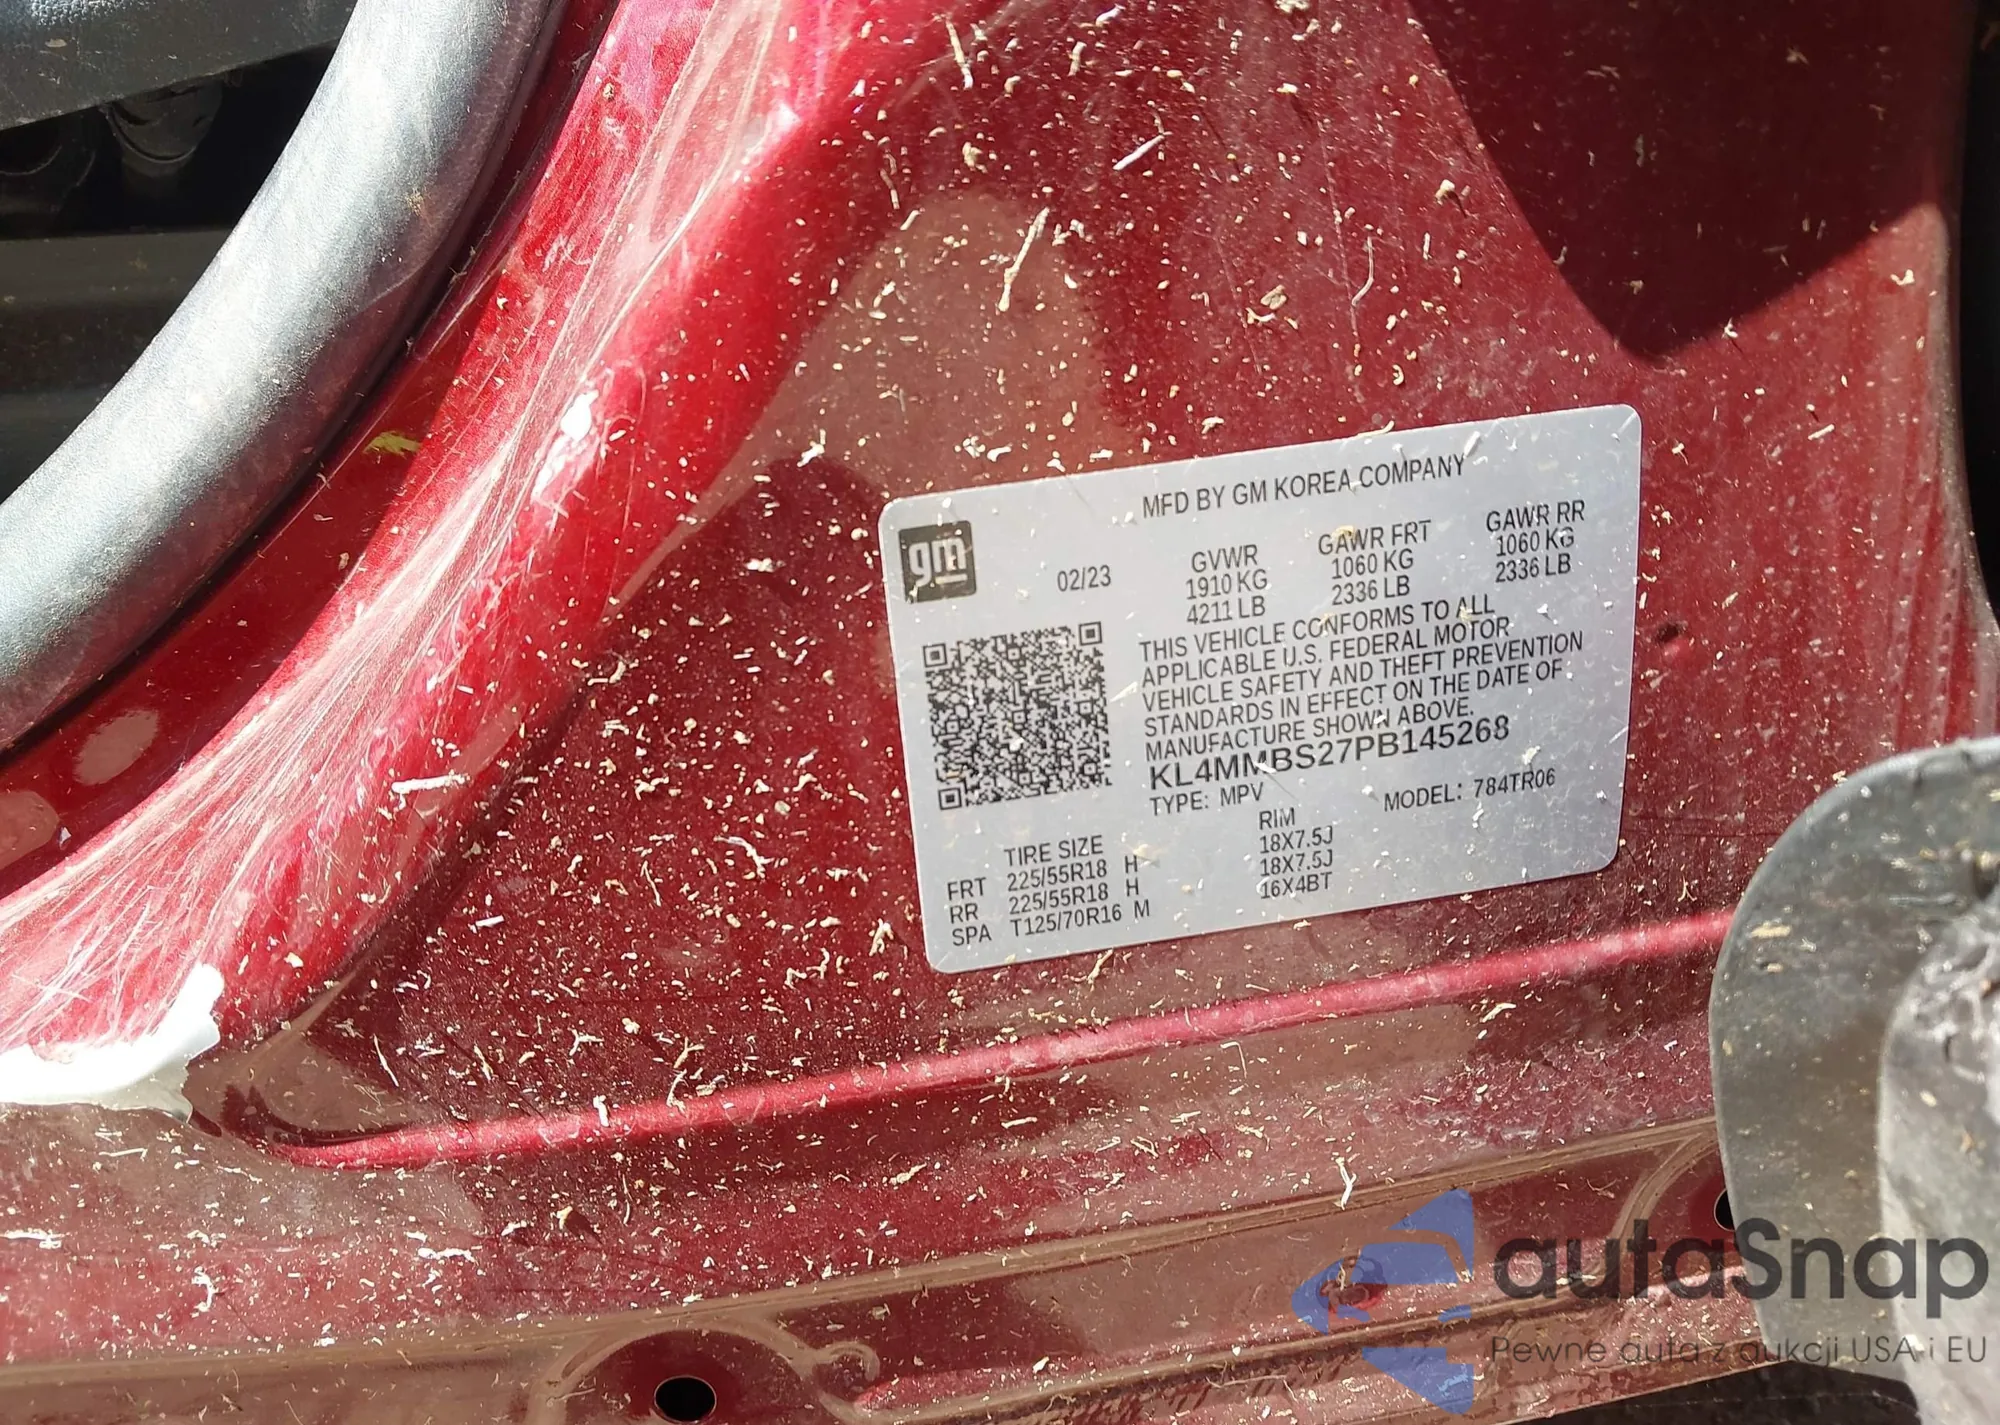 MFD BY GM KOREA COMPANY
gm
02/23
GVWR GAWR FRT GAWR RR
1910 KG 1060 KG 1060 KG
4211 LB 2336 LB 2336 LB
THIS VEHICLE CONFORMS TO ALL
APPLICABLE U.S. FEDERAL MOTOR
VEHICLE SAFETY AND THEFT PREVENTION
STANDARDS IN EFFECT ON THE DATE OF
MANUFACTURE SHOWN ABOVE.
KL4MMBS27PB145268
TYPE: MPV MODEL: 784TR06
TIRE SIZE RIM
FRT 225/55R18 H 18X7.5J
RR 225/55R18 H 18X7.5J
SPA T125/70R16 M 16X4BT
autaSnap
Pewne auta z aukcji USA i EU